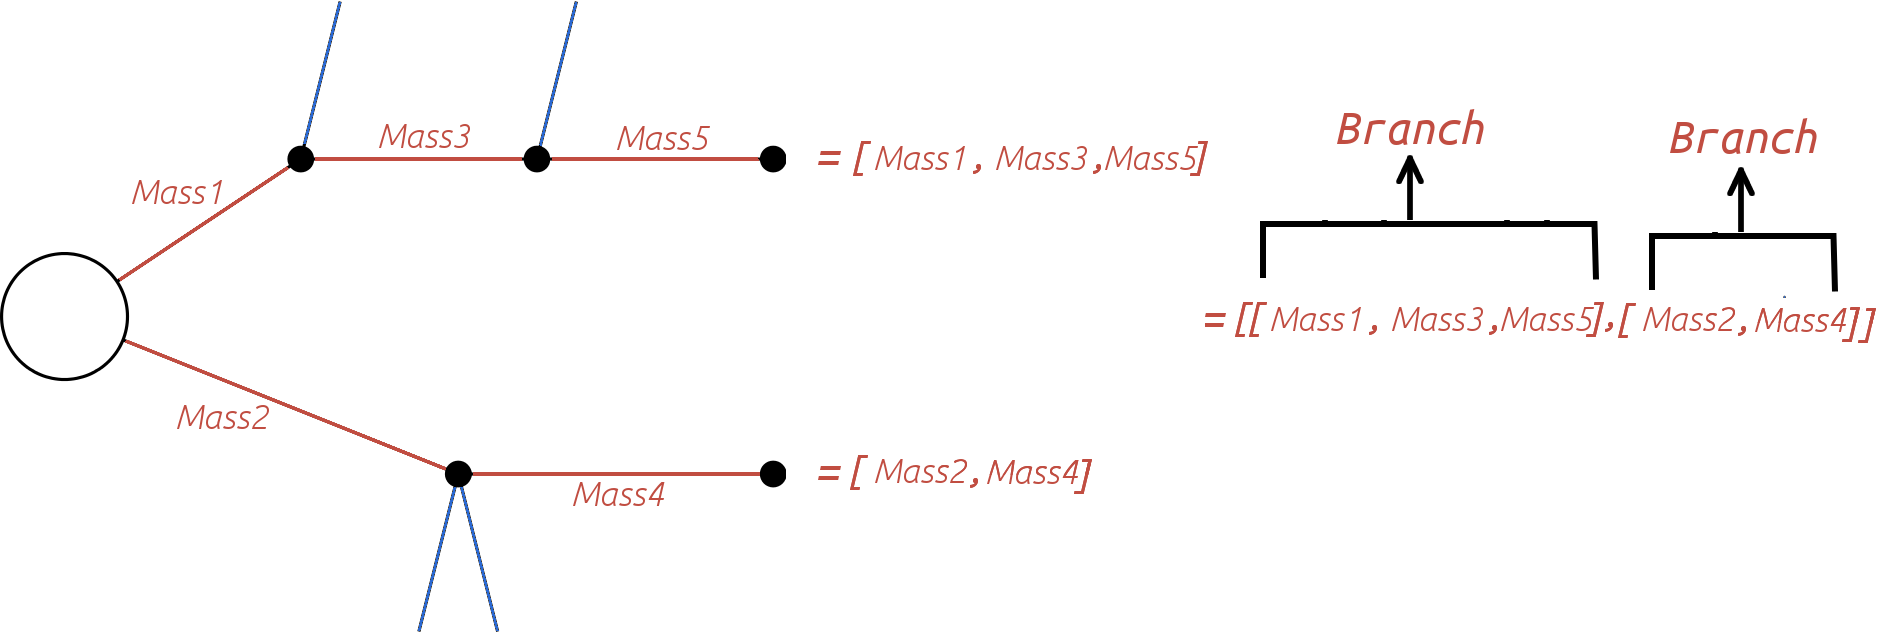 Mass1
Mass3
Mass5
= [ Mass1, Mass3 ,Mass5]
Mass2
Mass4
= [ Mass2, Mass4]
Branch
Branch
= [[ Mass1, Mass3 ,Mass5],[ Mass2, Mass4]]